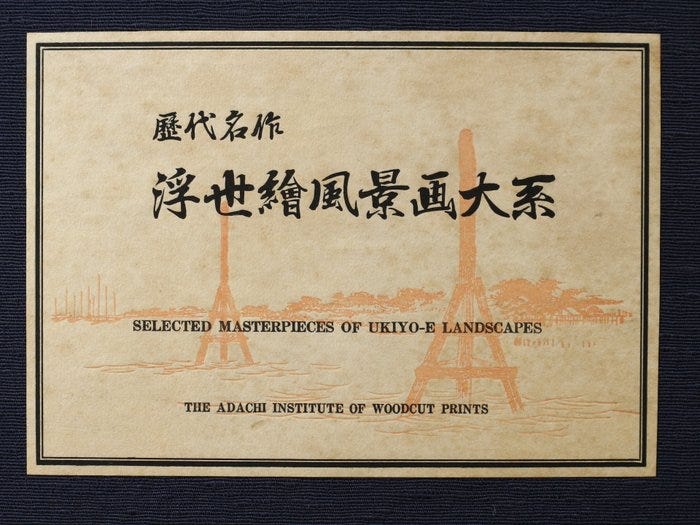 歷代名作
浮世繪風景画大系
SELECTED MASTERPIECES OF UKIYO-E LANDSCAPES
THE ADACHI INSTITUTE OF WOODCUT PRINTS